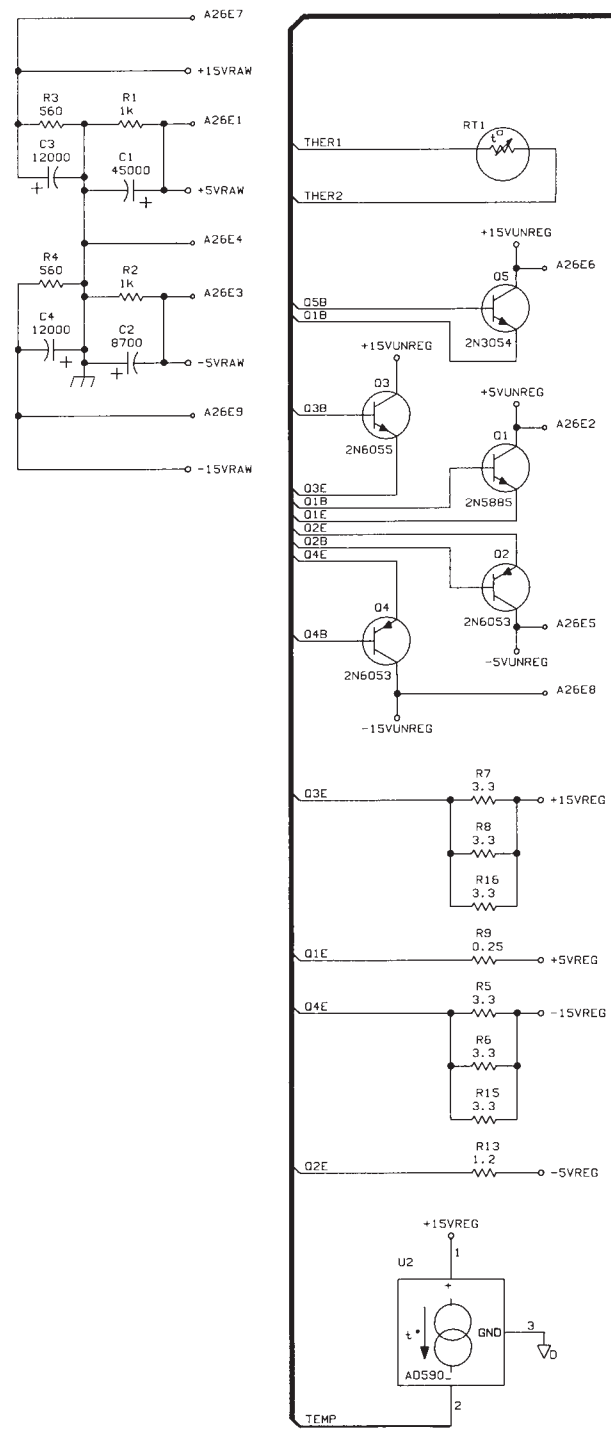 A26E7
+15VRAW
R3
560
R1
1k
A26E1
C3
12000
+
C1
45000
+
+5VRAW
A26E4
R4
560
R2
1k
A26E3
C4
12000
+
C2
8700
+
-5VRAW
A26E9
-15VRAW
THER1
RT1
t°
THER2
+15VUNREG
A26E6
Q5
Q5B
Q1B
2N3054
+15VUNREG
Q3
Q3B
2N6055
+5VUNREG
A26E2
Q1
2N5885
Q3E
Q1B
Q1E
Q2E
Q2B
Q4E
Q2
2N6053
A26E5
-5VUNREG
Q4
Q4B
2N6053
A26E8
-15VUNREG
Q3E
R7
3.3
+15VREG
R8
3.3
R16
3.3
Q1E
R9
0.25
+5VREG
Q4E
R5
3.3
-15VREG
R6
3.3
R15
3.3
Q2E
R13
1.2
-5VREG
+15VREG
1
U2
+
t°
GND
3
D
AD590
-
2
TEMP